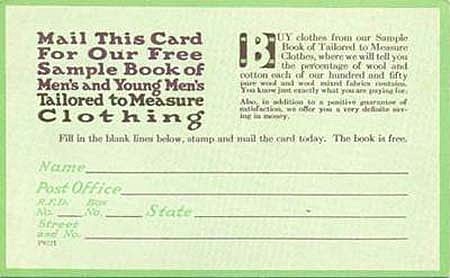 Mail This Card
For Our Free
Sample Book of
Men's and Young Men's
Tailored to Measure
Clothing
BUY clothes from our Sample
Book of Tailored to Measure
Clothes, where we will tell you
the percentage of wool and
cotton each of our hundred and fifty
pure wool and wool mixed fabrics contains.
You know just exactly what you are paying for.
Also, in addition to a positive guarantee of
satisfaction, we offer you a very definite sav-
ing in money.
Fill in the blank lines below, stamp and mail the card today. The book is free.
Name
Post Office
R.F.D. Box
No. No. State
Street
and No.